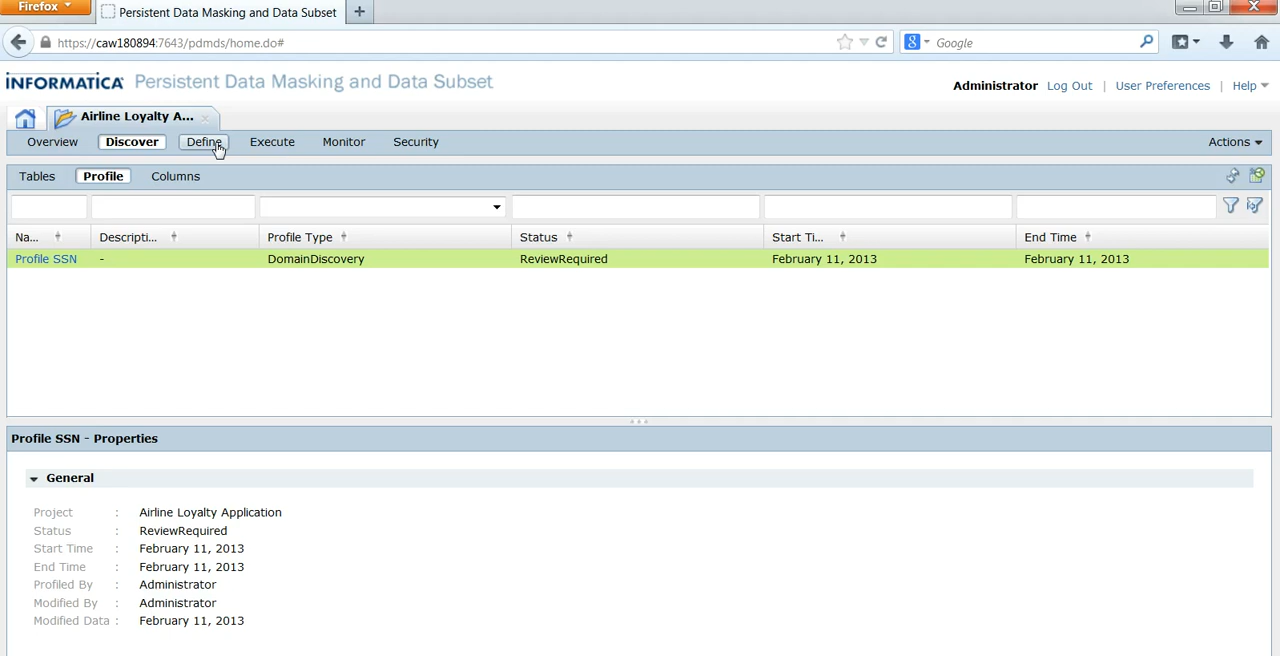 Firefox
Persistent Data Masking and Data Subset
https://caw180894:7643/pdmds/home.do#
Google
INFORMATICA Persistent Data Masking and Data Subset
Administrator Log Out | User Preferences | Help
Airline Loyalty A...
Overview Discover Define Execute Monitor Security Actions
Tables Profile Columns
Na... Descripti... Profile Type Status Start Ti... End Time
Profile SSN - DomainDiscovery ReviewRequired February 11, 2013 February 11, 2013
Profile SSN - Properties
General
Project : Airline Loyalty Application
Status : ReviewRequired
Start Time : February 11, 2013
End Time : February 11, 2013
Profiled By : Administrator
Modified By : Administrator
Modified Data : February 11, 2013